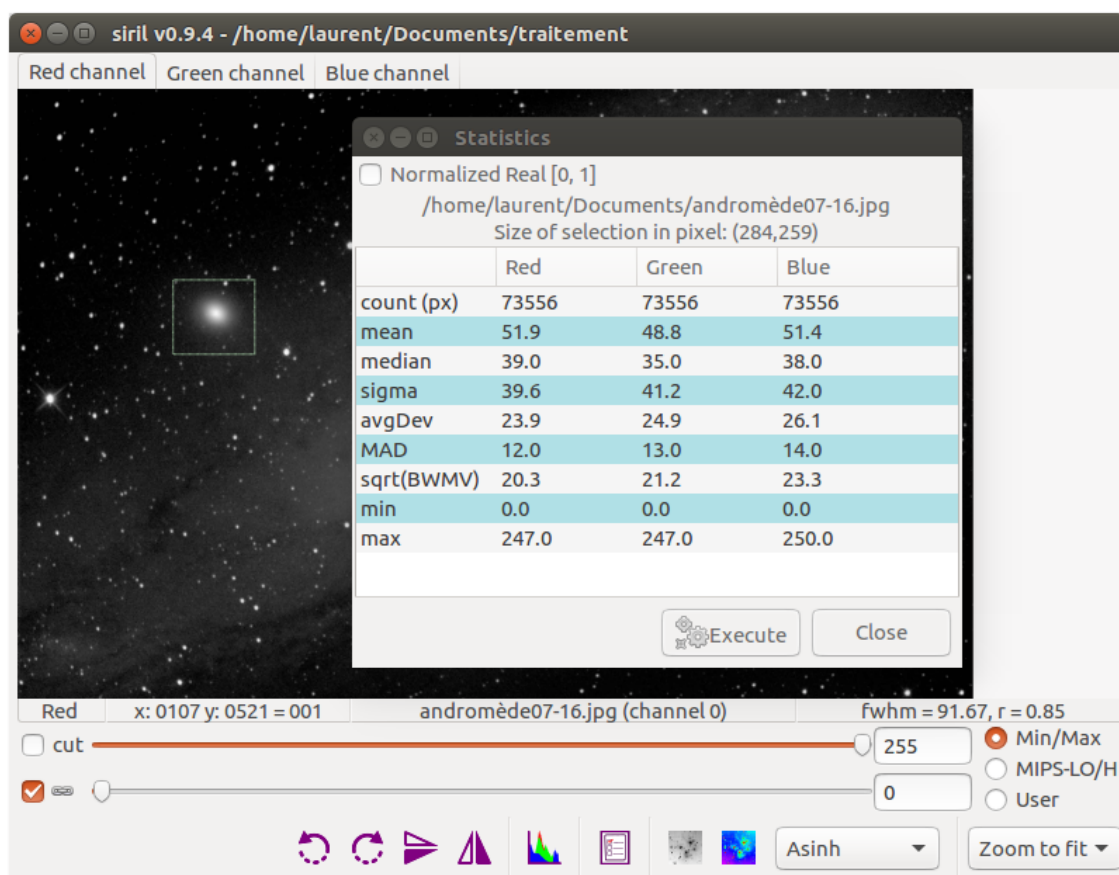 siril v0.9.4 - /home/laurent/Documents/traitement
Red channel Green channel Blue channel
Statistics
Normalized Real [0, 1]
/home/laurent/Documents/andromède07-16.jpg
Size of selection in pixel: (284,259)
Red Green Blue
count (px) 73556 73556 73556
mean 51.9 48.8 51.4
median 39.0 35.0 38.0
sigma 39.6 41.2 42.0
avgDev 23.9 24.9 26.1
MAD 12.0 13.0 14.0
sqrt(BWMV) 20.3 21.2 23.3
min 0.0 0.0 0.0
max 247.0 247.0 250.0
Execute Close
Red x: 0107 y: 0521 = 001 andromède07-16.jpg (channel 0) fwhm = 91.67, r = 0.85
cut 255 Min/Max
MIPS-LO/H
0 User
Asinh Zoom to fit